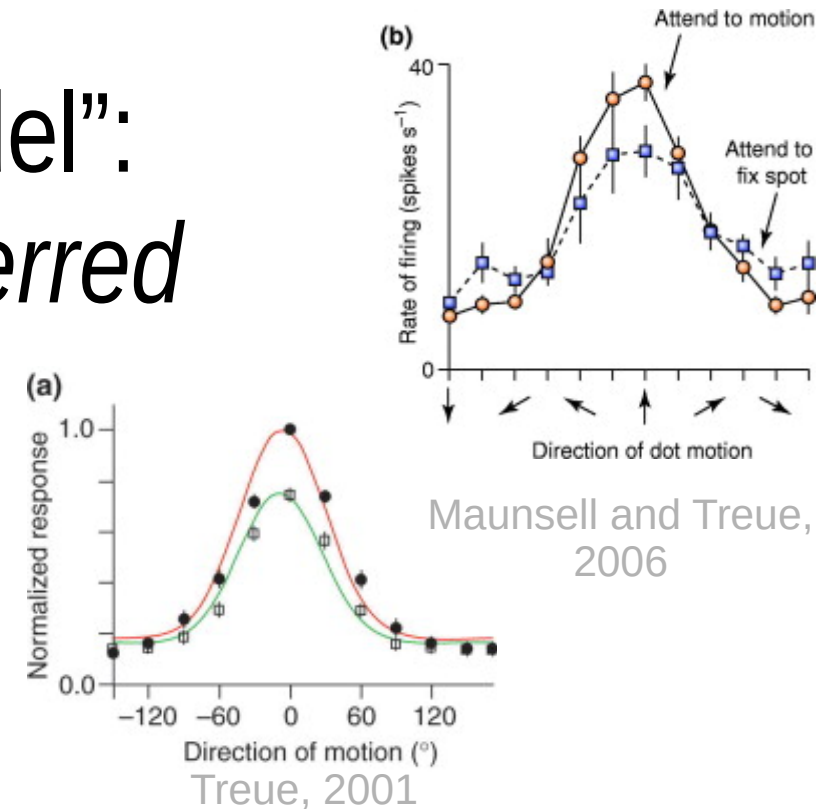 del”:
erred
(b)
Attend to motion
40
Rate of firing (spikes s⁻¹)
Attend to
fix spot
0
Direction of dot motion
Maunsell and Treue,
2006
(a)
1.0
Normalized response
0.0
−120 −60 0 60 120
Direction of motion (°)
Treue, 2001